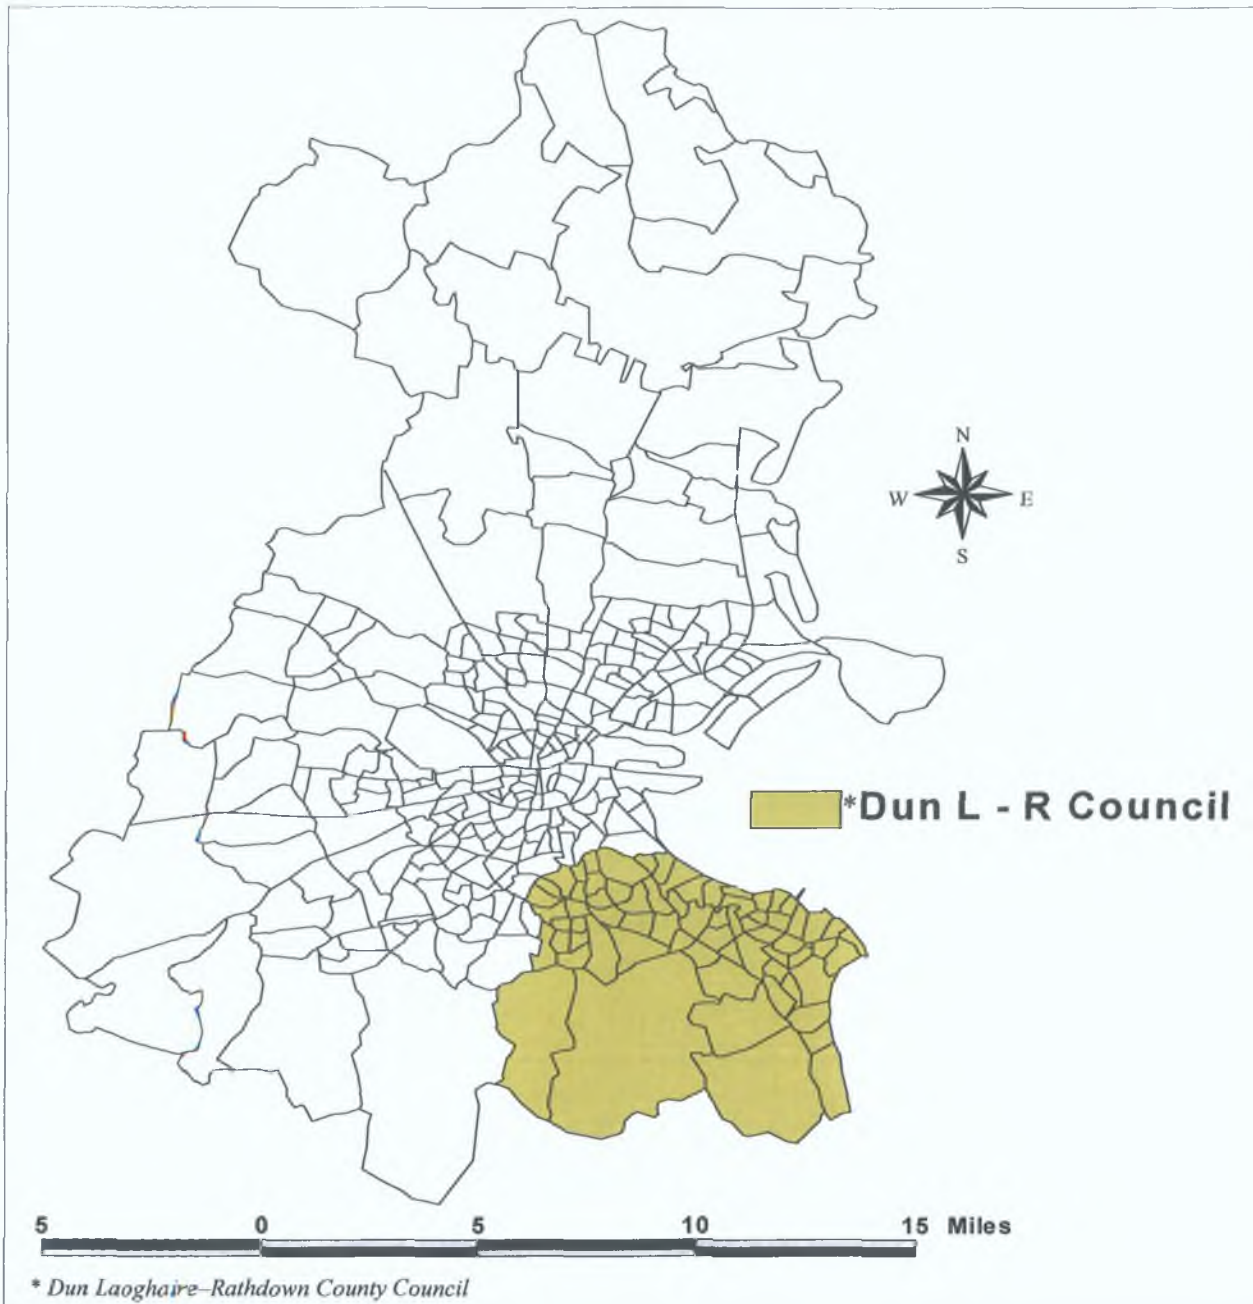 N
W E
S
*Dun L - R Council
5 0 5 10 15 Miles
* Dun Laoghaire–Rathdown County Council